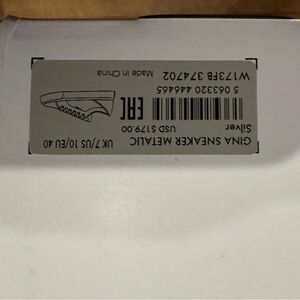 GINA SNEAKER METALIC
Silver
USD $179.00
UK 7/US 10/EU 40
EAC
5 063320 446465
W173FB 374702
Made in China